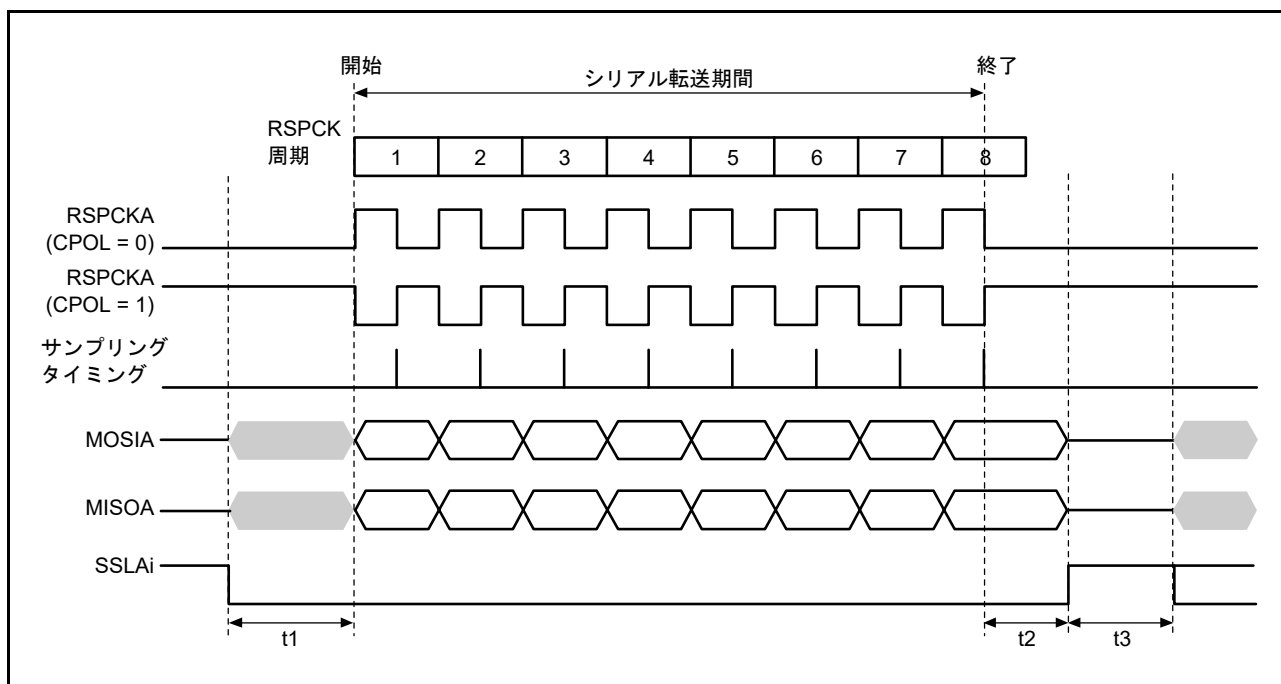 開始
シリアル転送期間
終了
RSPCK
周期
1 2 3 4 5 6 7 8
RSPCKA
(CPOL = 0)
RSPCKA
(CPOL = 1)
サンプリング
タイミング
MOSIA
MISOA
SSLAi
t1
t2
t3